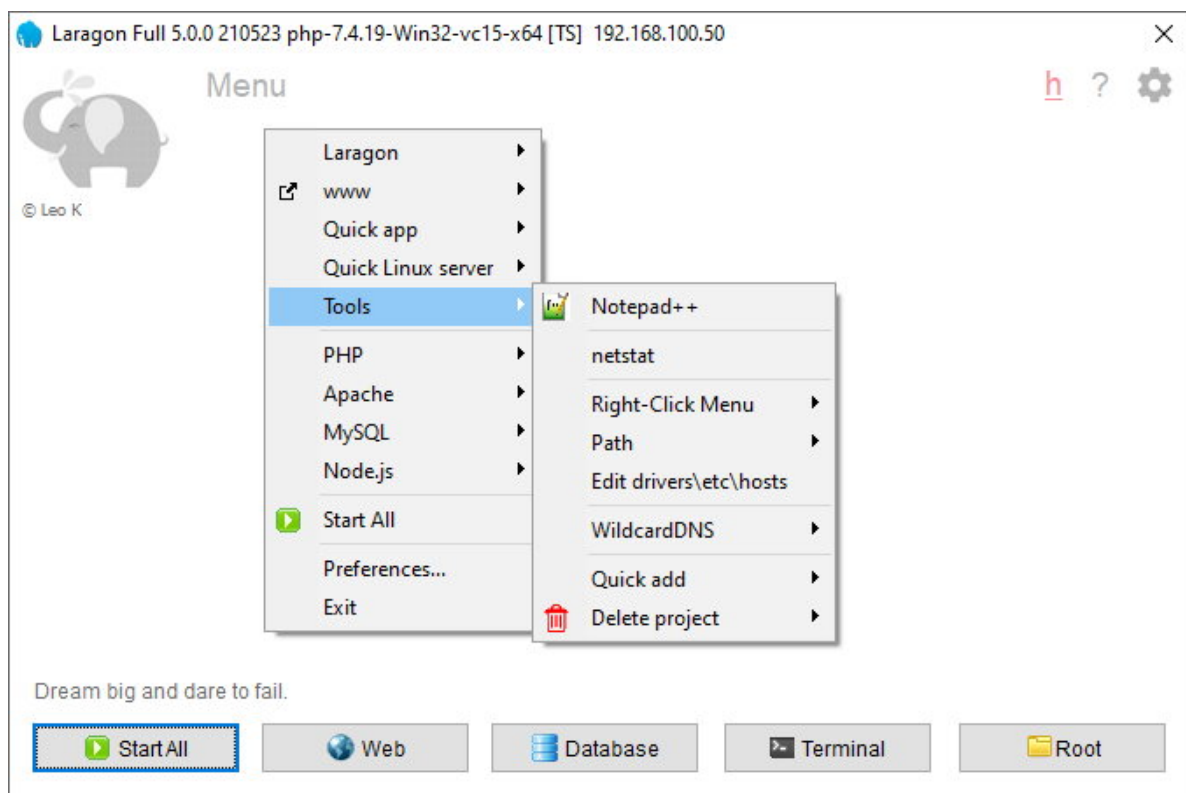 Laragon Full 5.0.0 210523 php-7.4.19-Win32-vc15-x64 [TS] 192.168.100.50
Menu
h ?
© Leo K
Laragon
www
Quick app
Quick Linux server
Tools
PHP
Apache
MySQL
Node.js
Start All
Preferences...
Exit
Notepad++
netstat
Right-Click Menu
Path
Edit drivers\etc\hosts
WildcardDNS
Quick add
Delete project
Dream big and dare to fail.
Start All
Web
Database
Terminal
Root